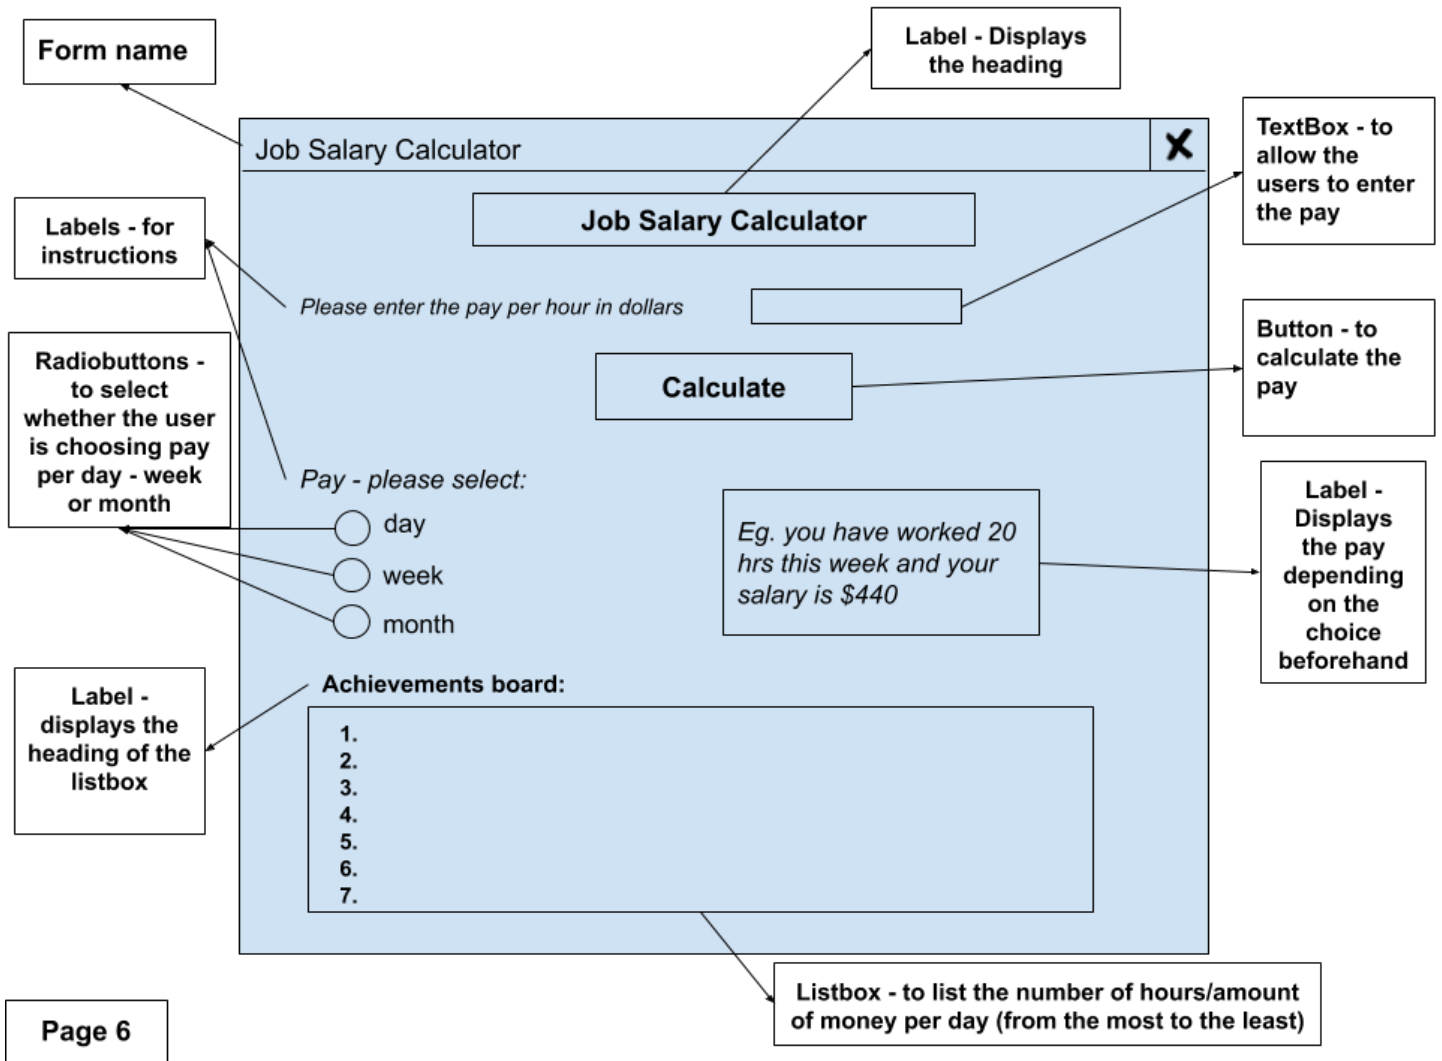 Form name
Label - Displays
the heading
TextBox - to
allow the
users to enter
the pay
Job Salary Calculator
Job Salary Calculator
Labels - for
instructions
Please enter the pay per hour in dollars
Button - to
calculate the
pay
Radiobuttons -
to select
whether the user
is choosing pay
per day - week
or month
Calculate
Pay - please select:
day
week
month
Eg. you have worked 20
hrs this week and your
salary is $440
Label -
Displays
the pay
depending
on the
choice
beforehand
Label -
displays the
heading of the
listbox
Achievements board:
1.
2.
3.
4.
5.
6.
7.
Listbox - to list the number of hours/amount
of money per day (from the most to the least)
Page 6